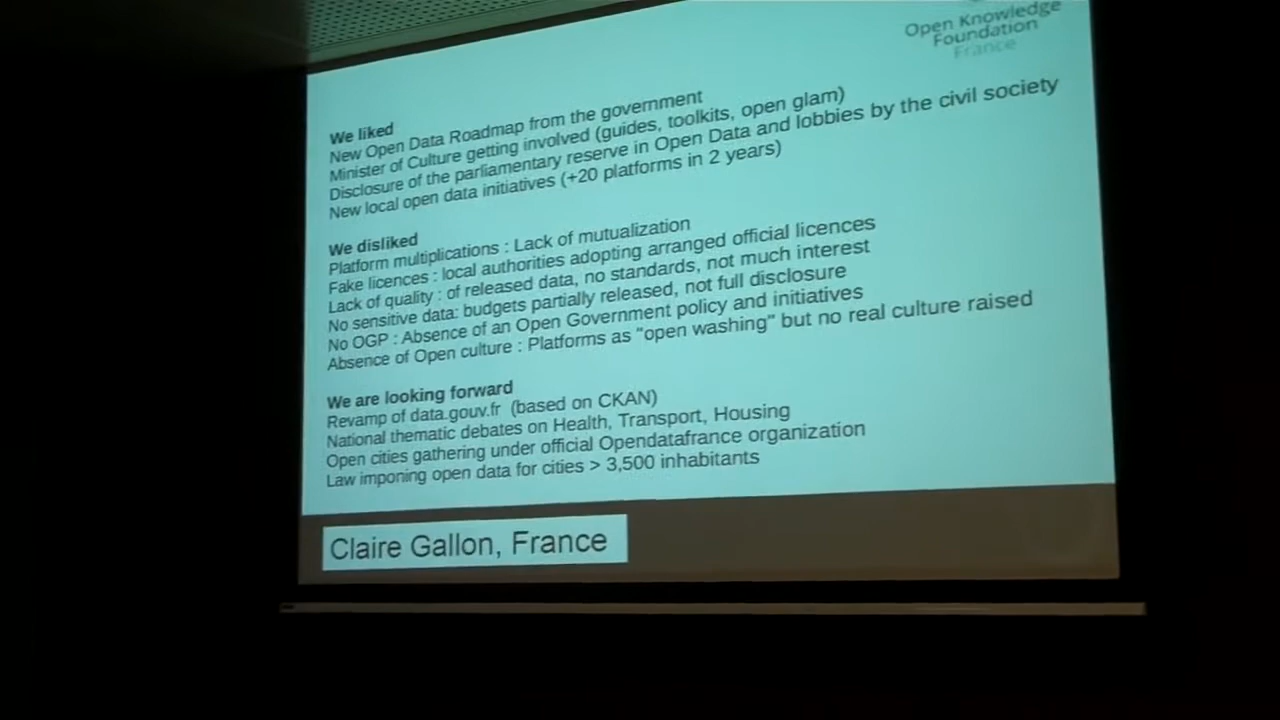 Open Knowledge
Foundation
France
We liked
New Open Data Roadmap from the government
Minister of Culture getting involved (guides, toolkits, open glam)
Disclosure of the parliamentary reserve in Open Data and lobbies by the civil society
New local open data initiatives (+20 platforms in 2 years)
We disliked
Platform multiplications : Lack of mutualization
Fake licences : local authorities adopting arranged official licences
Lack of quality : of released data, no standards, not much interest
No sensitive data: budgets partially released, not full disclosure
No OGP : Absence of an Open Government policy and initiatives
Absence of Open culture : Platforms as “open washing” but no real culture raised
We are looking forward
Revamp of data.gouv.fr (based on CKAN)
National thematic debates on Health, Transport, Housing
Open cities gathering under official Opendatafrance organization
Law imponing open data for cities > 3,500 inhabitants
Claire Gallon, France